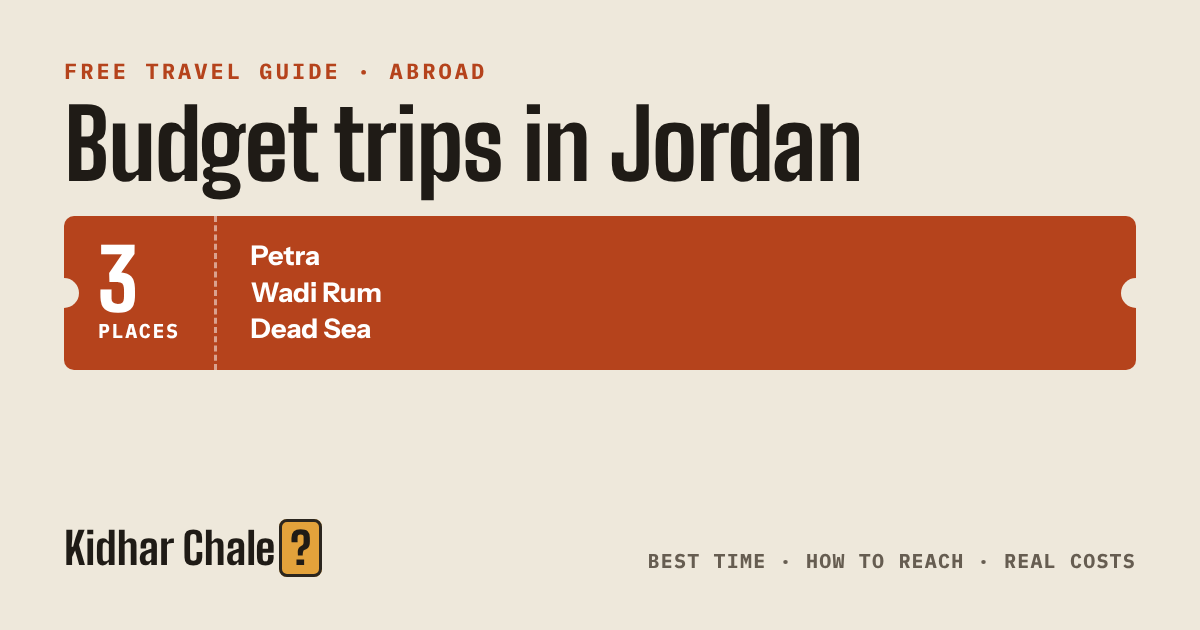 FREE TRAVEL GUIDE · ABROAD
Budget trips in Jordan
3
PLACES
Petra
Wadi Rum
Dead Sea
Kidhar Chale ?
BEST TIME · HOW TO REACH · REAL COSTS